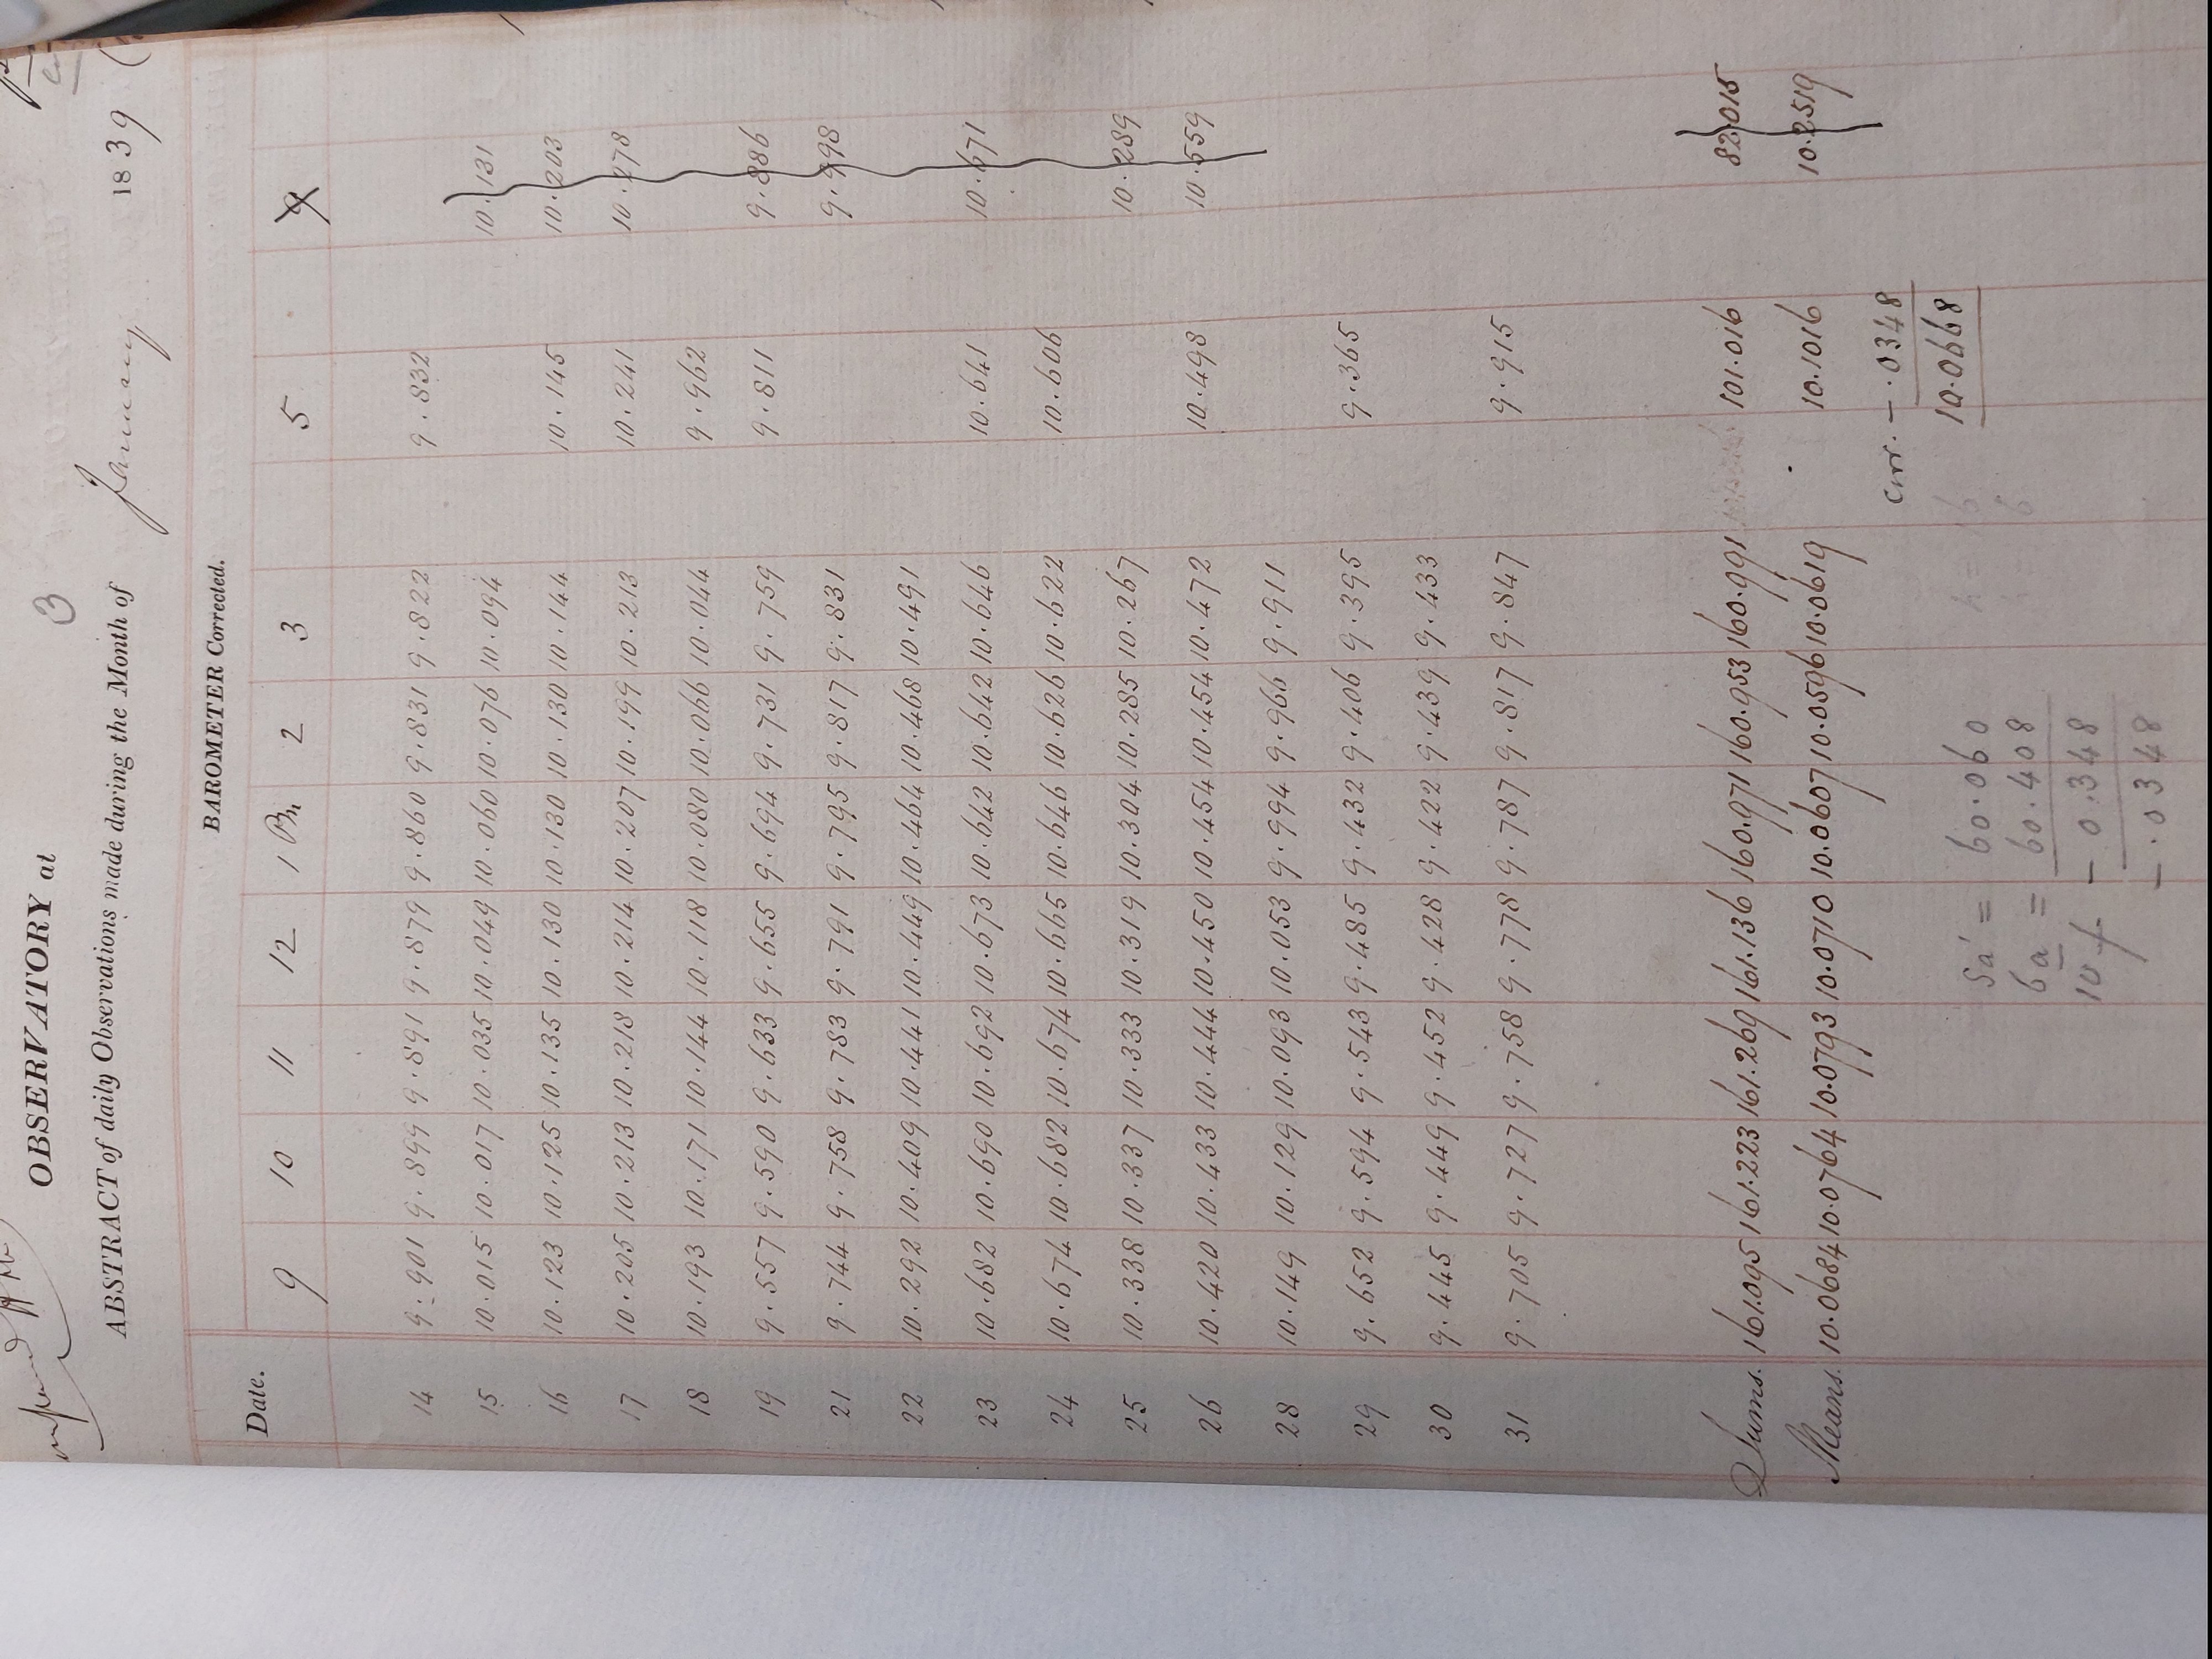 OBSERVATORY at 3
ABSTRACT of daily Observations made during the Month of January 1839
BAROMETER Corrected.
Date.
9 10 11 12 1 Pm 2 3 5 9
14 9.901 9.899 9.891 9.879 9.860 9.831 9.822 9.832
15 10.015 10.017 10.035 10.049 10.060 10.076 10.094 10.131
16 10.123 10.125 10.135 10.130 10.130 10.130 10.144 10.145 10.203
17 10.205 10.213 10.218 10.214 10.207 10.199 10.213 10.241 10.278
18 10.193 10.171 10.144 10.118 10.080 10.066 10.044 9.962
19 9.557 9.590 9.633 9.655 9.694 9.731 9.759 9.811 9.886
21 9.744 9.758 9.783 9.791 9.795 9.817 9.831 9.998
22 10.292 10.409 10.441 10.449 10.464 10.468 10.491
23 10.682 10.690 10.692 10.673 10.642 10.642 10.646 10.641 10.671
24 10.674 10.682 10.674 10.665 10.646 10.626 10.622 10.606
25 10.338 10.337 10.333 10.319 10.304 10.285 10.267 10.289
26 10.420 10.433 10.444 10.450 10.454 10.454 10.472 10.498 10.559
28 10.149 10.129 10.093 10.053 9.994 9.966 9.911
29 9.652 9.594 9.543 9.485 9.432 9.406 9.395 9.365
30 9.445 9.449 9.452 9.428 9.422 9.439 9.433
31 9.705 9.727 9.758 9.778 9.787 9.817 9.847 9.915
Sums. 161.095 161.223 161.269 161.136 160.971 160.953 160.991 101.016 82.015
Means. 10.0684 10.0764 10.0793 10.0710 10.0607 10.0596 10.0619 10.1016 10.2519
corr. - .0348
10.0668
Sa' = 60.060
6a = 60.408
10 f - 0.348
- .0348